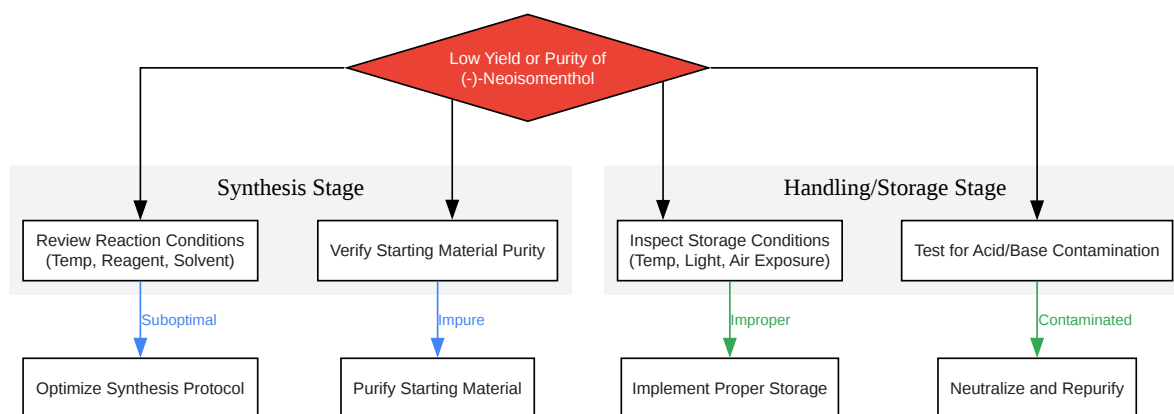 Low Yield or Purity of
(-)-Neoisomenthol
Synthesis Stage
Handling/Storage Stage
Review Reaction Conditions
(Temp, Reagent, Solvent)
Verify Starting Material Purity
Inspect Storage Conditions
(Temp, Light, Air Exposure)
Test for Acid/Base Contamination
Suboptimal
Impure
Improper
Contaminated
Optimize Synthesis Protocol
Purify Starting Material
Implement Proper Storage
Neutralize and Repurify